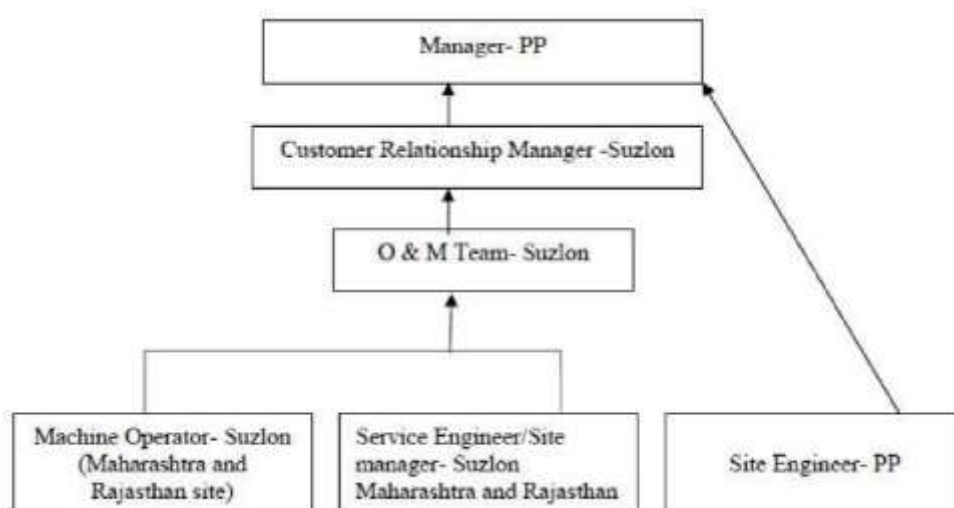 Manager- PP
Customer Relationship Manager -Suzlon
O & M Team- Suzlon
Machine Operator- Suzlon
(Maharashtra and
Rajasthan site)
Service Engineer/Site
manager- Suzlon
Maharashtra and Rajasthan
Site Engineer- PP